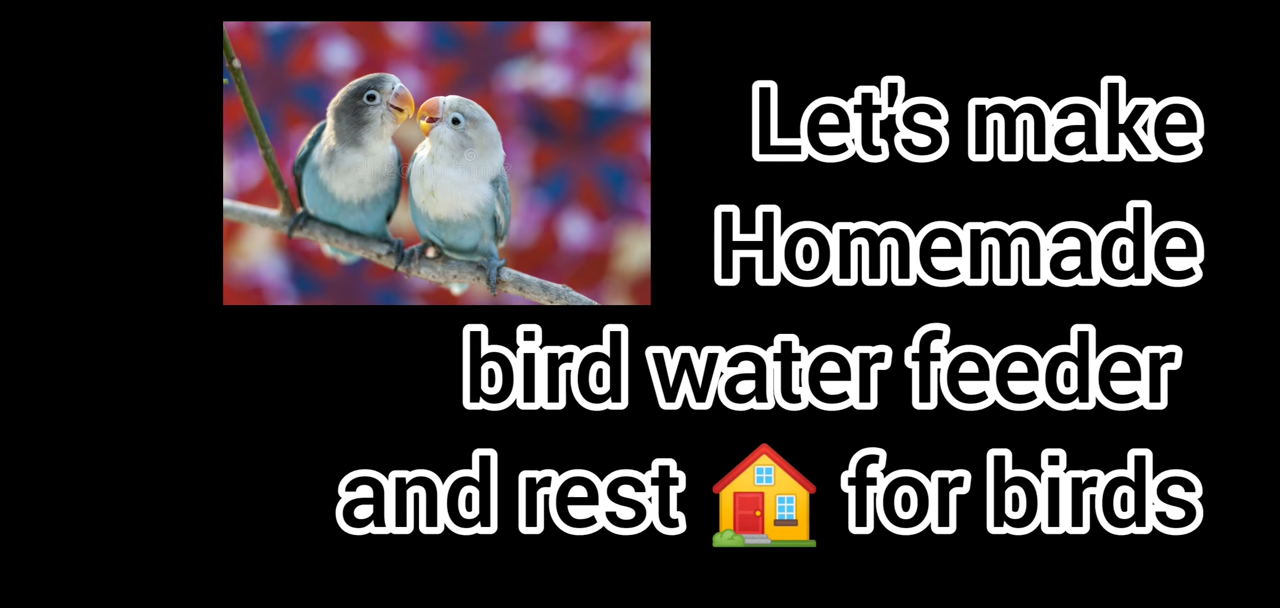 Let's make
Homemade
bird water feeder
and rest 🏠 for birds